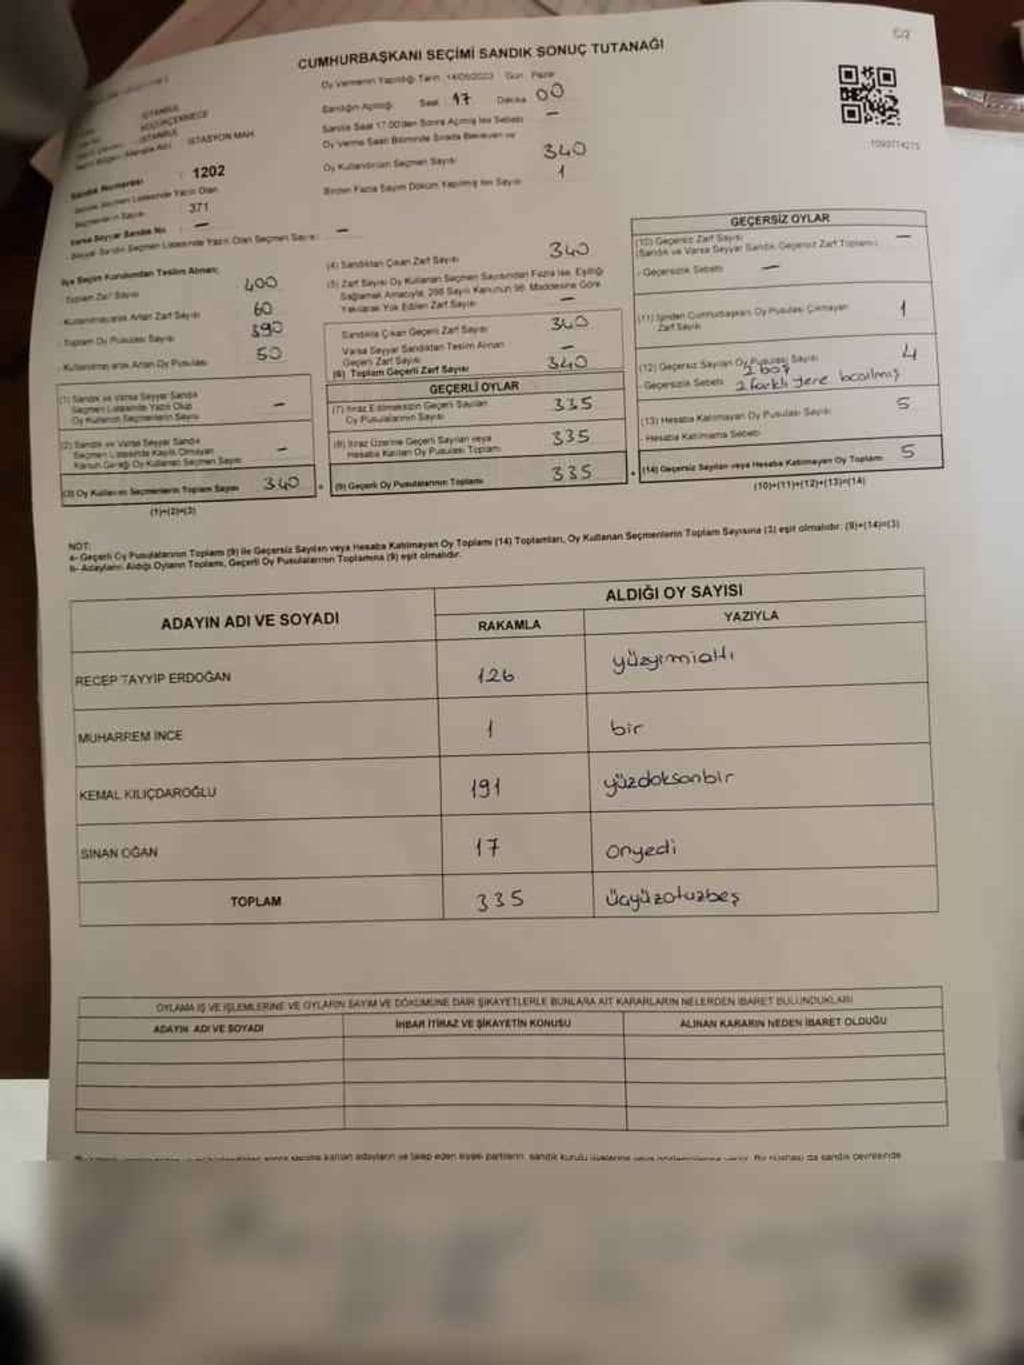 CUMHURBAŞKANI SEÇİMİ SANDIK SONUÇ TUTANAĞI
Oy Vermenin Yapıldığı Tarih 14/05/2023 Gün Pazar
Sandığın Açılığı Saat 17 Dakika 00
Sandık Saat 17.00'den Sonra Açılmış İse Sebebi —
Oy Verme Saati Bitiminde Sırada Bekleyen ve
Oy Kullandırılan Seçmen Sayısı 340
Birden Fazla Sayım Döküm Yapılmış İse Sayısı 1
1093774275
İSTANBUL
KÜÇÜKÇEKMECE
İSTANBUL
İSTASYON MAH.
Sandık Numarası : 1202
Sandık Seçmen Listesinde Yazılı Olan
Seçmenlerin Sayısı 371
Varsa Seyyar Sandık No : —
- Seyyar Sandık Seçmen Listesinde Yazılı Olan Seçmen Sayısı —
İlçe Seçim Kurulundan Teslim Alınan;
Toplam Zarf Sayısı 400
- Kullanılmayarak Artan Zarf Sayısı 60
- Toplam Oy Pusulası Sayısı 390
- Kullanılmayarak Artan Oy Pusulası 50
(1) Sandık ve Varsa Seyyar Sandık
Seçmen Listesinde Yazılı Olup
Oy Kullanan Seçmenlerin Sayısı —
(2) Sandık ve Varsa Seyyar Sandık
Seçmen Listesinde Kayıtlı Olmayan
Kanun Gereği Oy Kullanan Seçmen Sayısı —
(3) Oy Kullanan Seçmenlerin Toplam Sayısı 340
(1)+(2)=(3)
(4) Sandıktan Çıkan Zarf Sayısı 340
(5) Zarf Sayısı Oy Kullanan Seçmen Sayısından Fazla İse, Eşitliği
Sağlamak Amacıyla, 298 Sayılı Kanunun 98. Maddesine Göre
Yakılarak Yok Edilen Zarf Sayısı —
Sandıkta Çıkan Geçerli Zarf Sayısı 340
Varsa Seyyar Sandıktan Teslim Alınan
Geçerli Zarf Sayısı —
(6) Toplam Geçerli Zarf Sayısı 340
GEÇERLİ OYLAR
(7) İtiraz Edilmeksizin Geçerli Sayılan
Oy Pusulalarının Sayısı 335
(8) İtiraz Üzerine Geçerli Sayılan veya
Hesaba Katılan Oy Pusulası Toplamı 335
(9) Geçerli Oy Pusulalarının Toplamı 335
GEÇERSİZ OYLAR
(10) Geçersiz Zarf Sayısı —
(Sandık ve Varsa Seyyar Sandık Geçersiz Zarf Toplamı)
- Geçersizlik Sebebi —
(11) İçinden Cumhurbaşkanı Oy Pusulası Çıkmayan
Zarf Sayısı 1
(12) Geçersiz Sayılan Oy Pusulası Sayısı 4
2 boş
- Geçersizlik Sebebi 2 farklı yere basılmış
(13) Hesaba Katılmayan Oy Pusulası Sayısı 5
- Hesaba Katılmama Sebebi
(14) Geçersiz Sayılan veya Hesaba Katılmayan Oy Toplamı 5
(10)+(11)+(12)+(13)=(14)
NOT:
a- Geçerli Oy Pusulalarının Toplamı (9) ile Geçersiz Sayılan veya Hesaba Katılmayan Oy Toplamı (14) Toplamları, Oy Kullanan Seçmenlerin Toplam Sayısına (3) eşit olmalıdır. (9)+(14)=(3)
b- Adayların Aldığı Oyların Toplamı, Geçerli Oy Pusulalarının Toplamına (9) eşit olmalıdır.
ADAYIN ADI VE SOYADI ALDIĞI OY SAYISI
RAKAMLA YAZIYLA
RECEP TAYYİP ERDOĞAN 126 yüzyirmialtı
MUHARREM İNCE 1 bir
KEMAL KILIÇDAROĞLU 191 yüzdoksanbir
SİNAN OĞAN 17 onyedi
TOPLAM 335 üçyüzotuzbeş
OYLAMA İŞ VE İŞLEMLERİNE VE OYLARIN SAYIM VE DÖKÜMÜNE DAİR ŞİKAYETLERLE BUNLARA AİT KARARLARIN NELERDEN İBARET BULUNDUKLARI
ADAYIN ADI VE SOYADI İHBAR İTİRAZ VE ŞİKAYETİN KONUSU ALINAN KARARIN NEDEN İBARET OLDUĞU